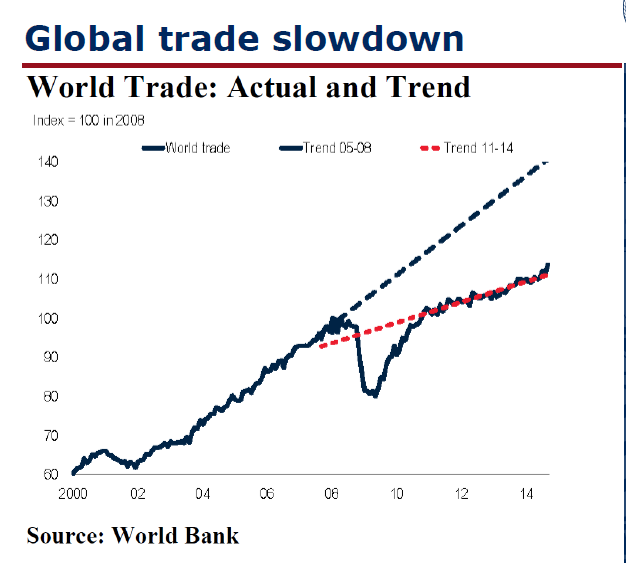 Global trade slowdown
World Trade: Actual and Trend
Index = 100 in 2008
World trade Trend 05-08 Trend 11-14
140
130
120
110
100
90
80
70
60
2000 02 04 06 08 10 12 14
Source: World Bank